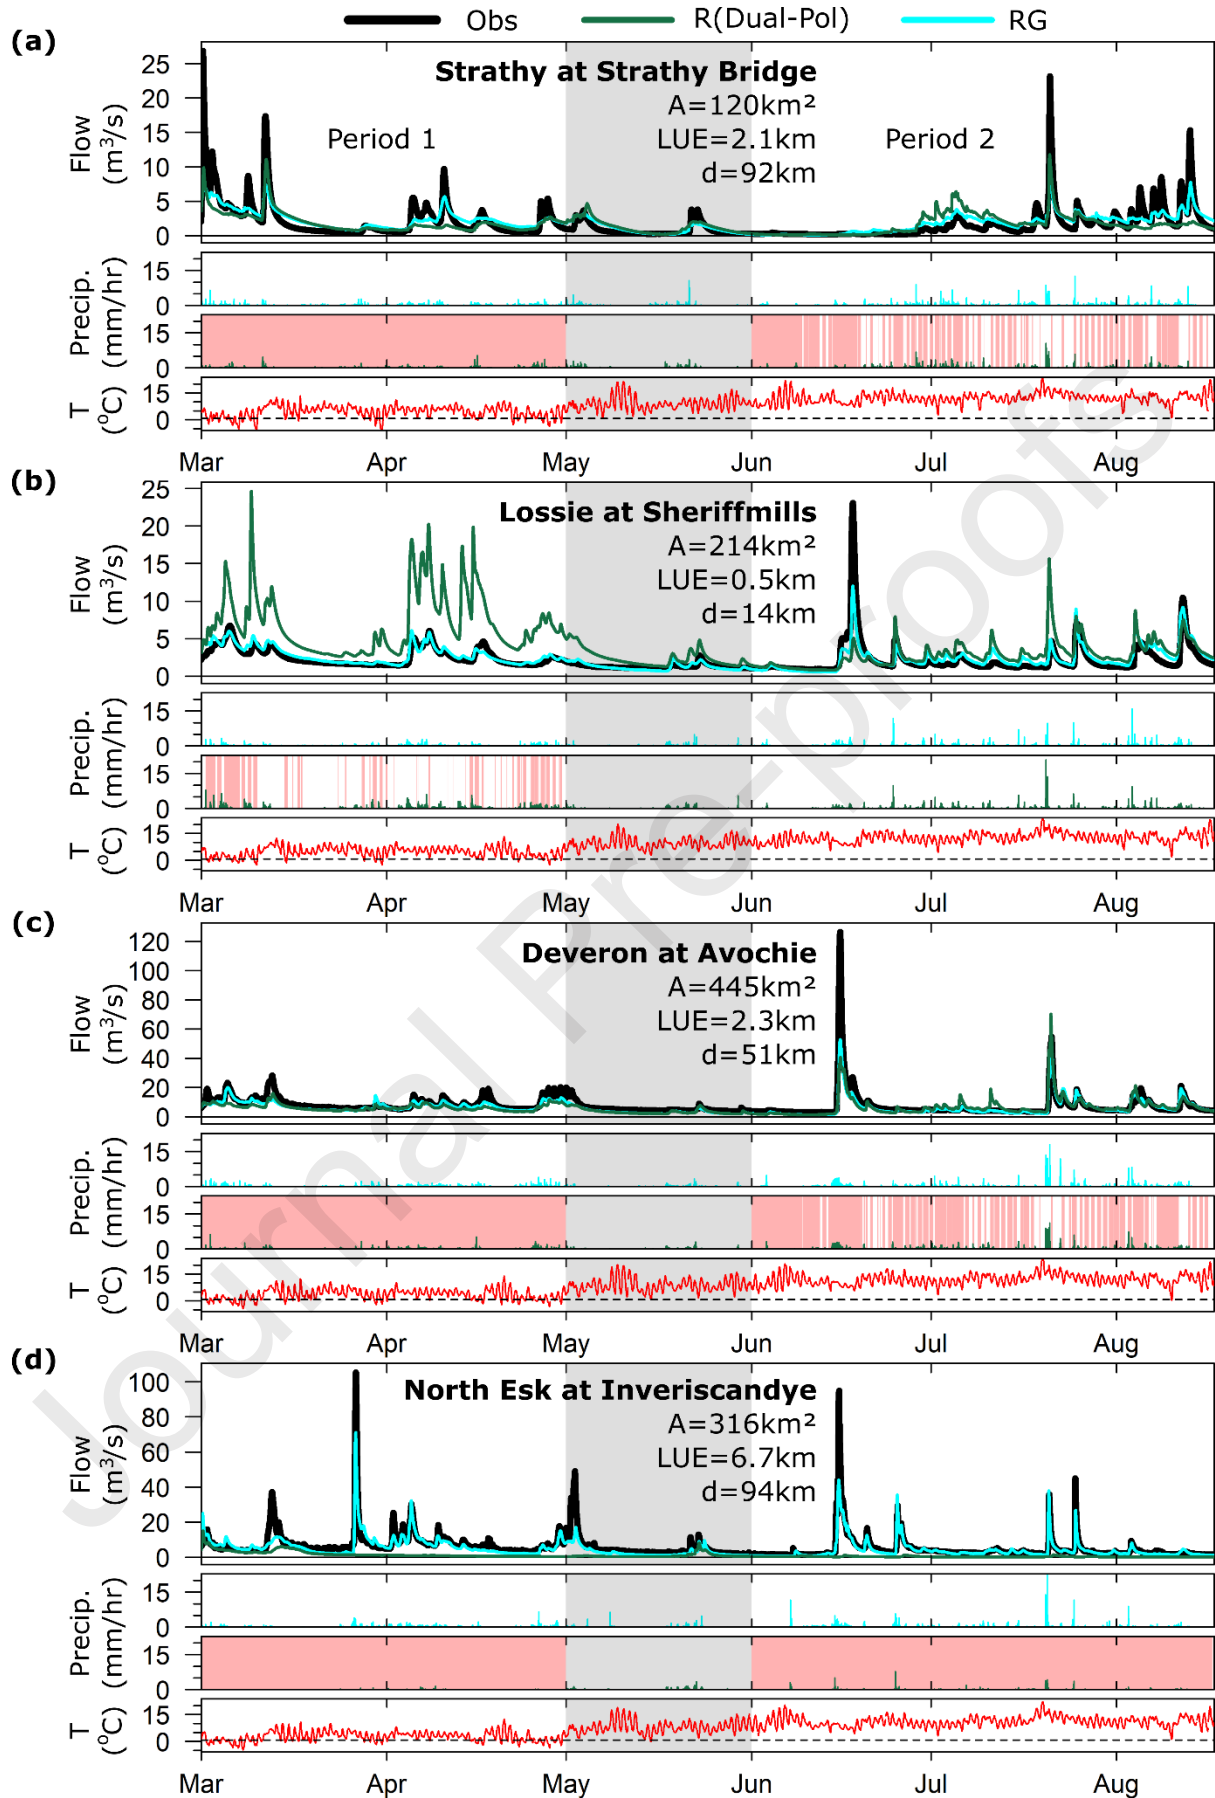 Obs R(Dual-Pol) RG
(a)
Strathy at Strathy Bridge
A=120km²
LUE=2.1km
d=92km
Period 1
Period 2
Flow
(m³/s)
25
20
15
10
5
0
Precip.
(mm/hr)
15
0
15
0
T
(°C)
15
0
Mar Apr May Jun Jul Aug
(b)
Lossie at Sheriffmills
A=214km²
LUE=0.5km
d=14km
Flow
(m³/s)
25
20
15
10
5
0
Precip.
(mm/hr)
15
0
15
0
T
(°C)
15
0
Mar Apr May Jun Jul Aug
(c)
Deveron at Avochie
A=445km²
LUE=2.3km
d=51km
Flow
(m³/s)
120
100
80
60
40
20
0
Precip.
(mm/hr)
15
0
15
0
T
(°C)
15
0
Mar Apr May Jun Jul Aug
(d)
North Esk at Inveriscandye
A=316km²
LUE=6.7km
d=94km
Flow
(m³/s)
100
80
60
40
20
0
Precip.
(mm/hr)
15
0
15
0
T
(°C)
15
0
Mar Apr May Jun Jul Aug
Journal Pre-proofs